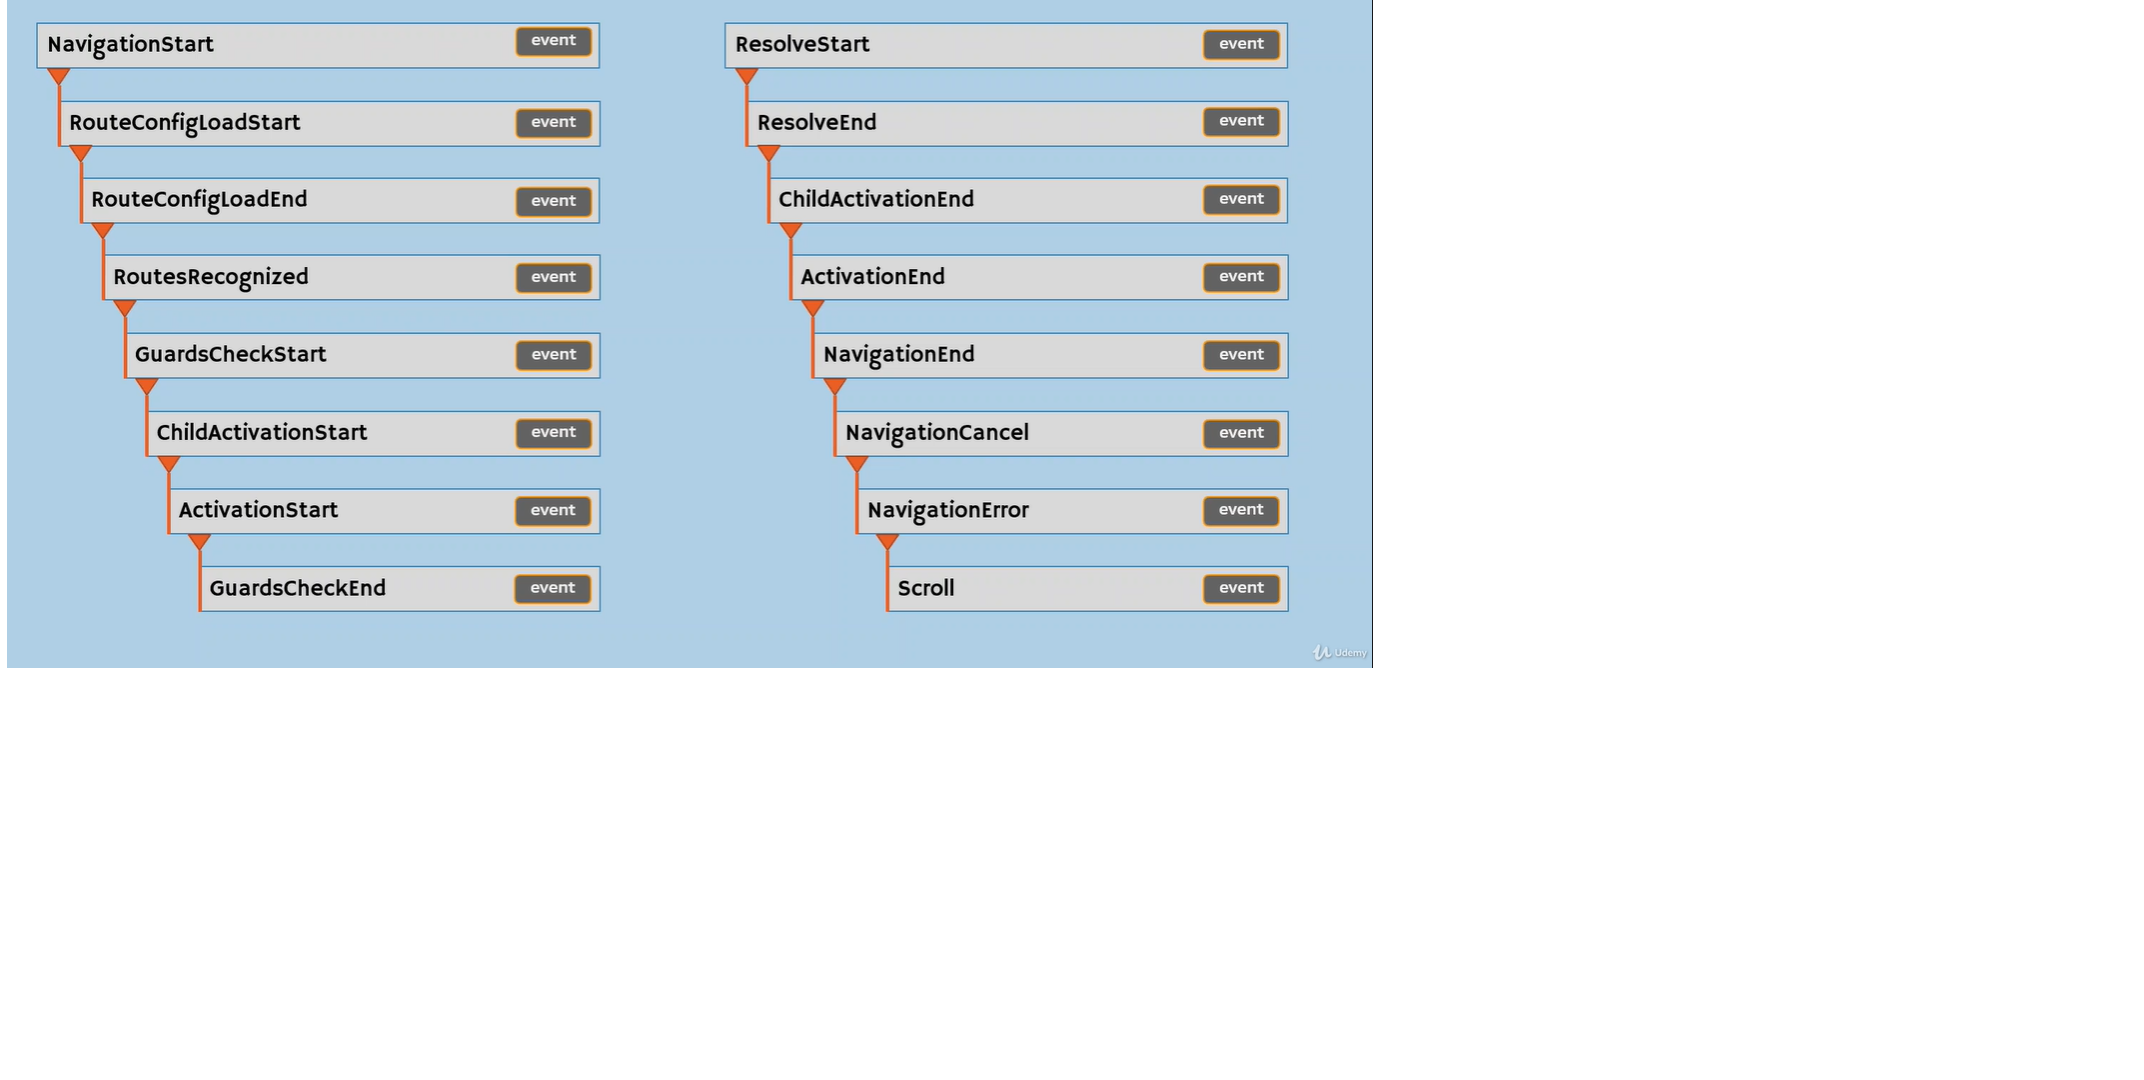 NavigationStart event
RouteConfigLoadStart event
RouteConfigLoadEnd event
RoutesRecognized event
GuardsCheckStart event
ChildActivationStart event
ActivationStart event
GuardsCheckEnd event
ResolveStart event
ResolveEnd event
ChildActivationEnd event
ActivationEnd event
NavigationEnd event
NavigationCancel event
NavigationError event
Scroll event
Udemy